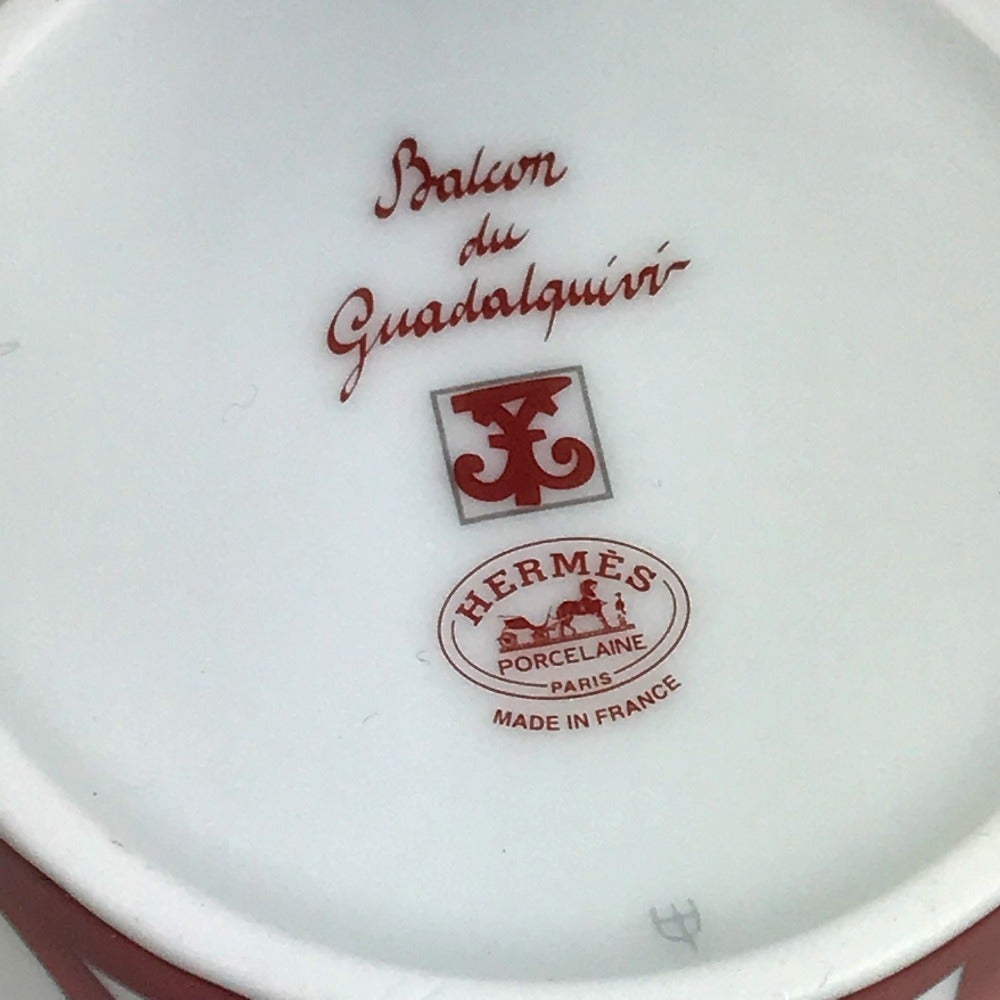 Balcon
du
Guadalquivir
HERMÈS
PORCELAINE
PARIS
MADE IN FRANCE